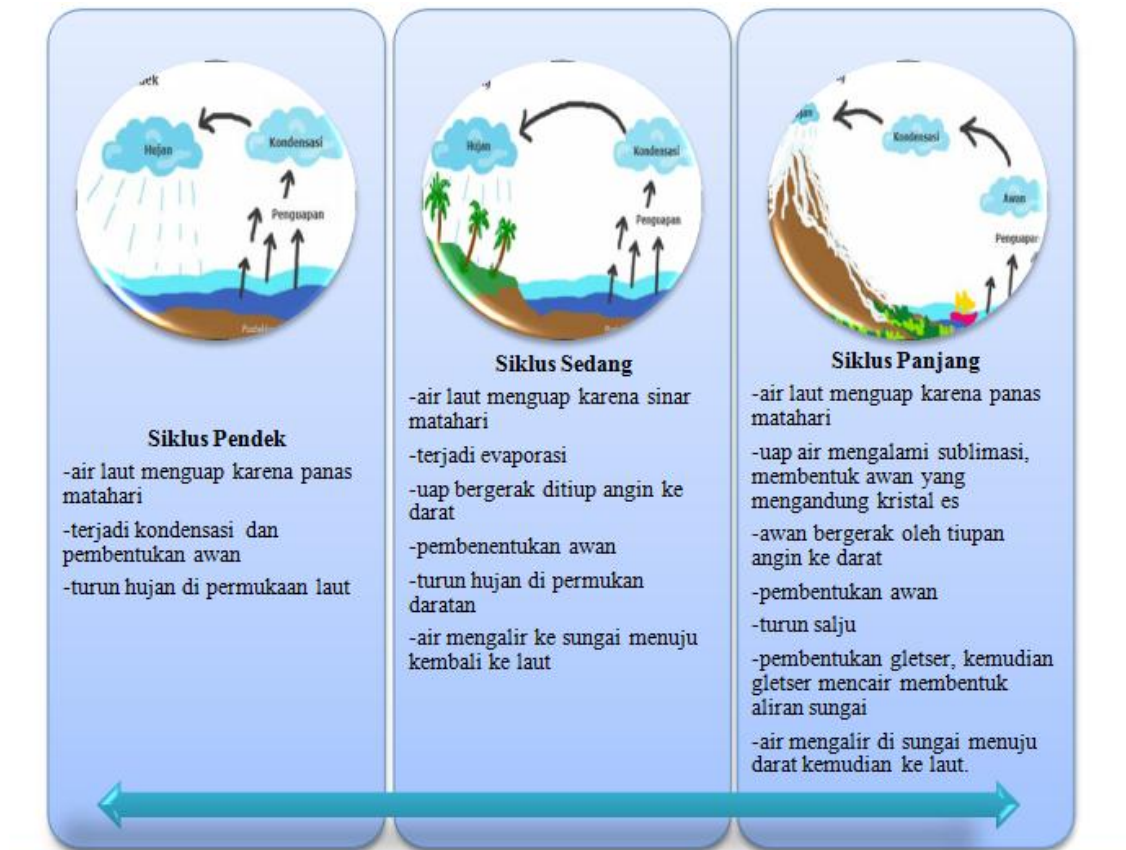 Hujan
Kondensasi
Penguapan
Siklus Pendek
-air laut menguap karena panas
matahari
-terjadi kondensasi dan
pembentukan awan
-turun hujan di permukaan laut
Hujan
Kondensasi
Penguapan
Siklus Sedang
-air laut menguap karena sinar
matahari
-terjadi evaporasi
-uap bergerak ditiup angin ke
darat
-pembenentukan awan
-turun hujan di permukan
daratan
-air mengalir ke sungai menuju
kembali ke laut
Kondensasi
Awan
Siklus Panjang
-air laut menguap karena panas
matahari
-uap air mengalami sublimasi,
membentuk awan yang
mengandung kristal es
-awan bergerak oleh tiupan
angin ke darat
-pembentukan awan
-turun salju
-pembentukan gletser, kemudian
gletser mencair membentuk
aliran sungai
-air mengalir di sungai menuju
darat kemudian ke laut.